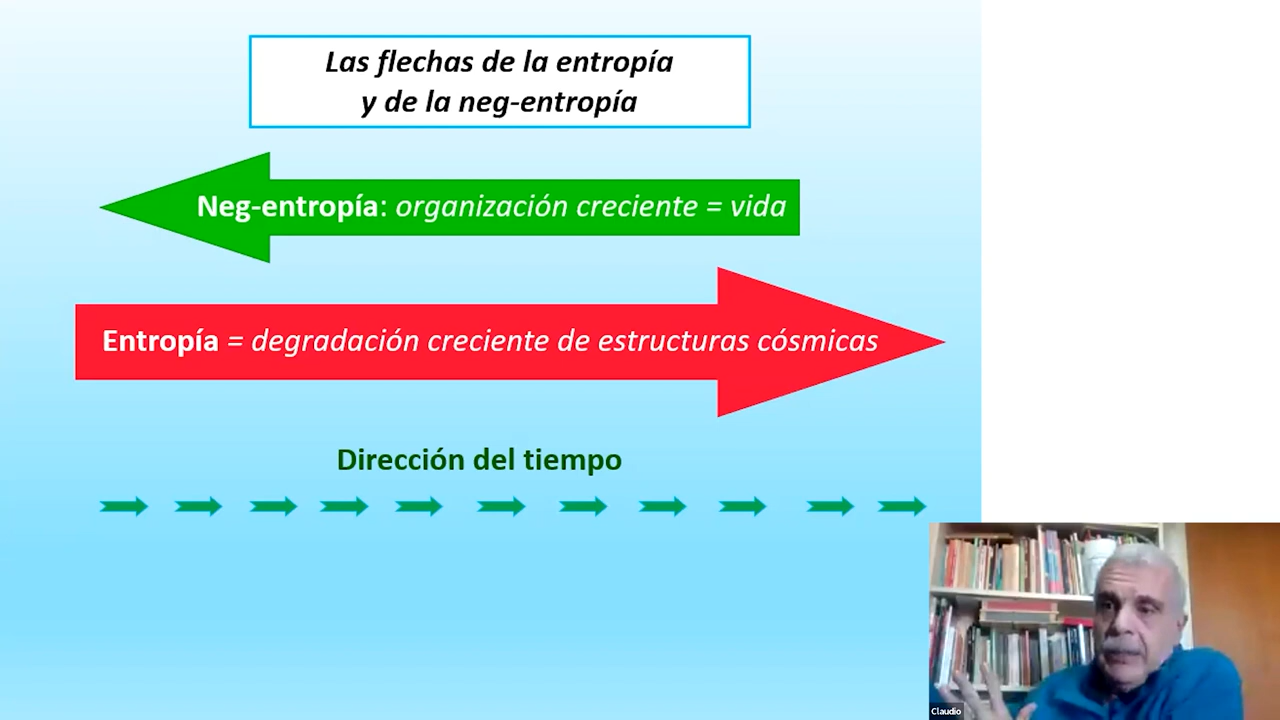 Las flechas de la entropía
y de la neg-entropía
Neg-entropía: organización creciente = vida
Entropía = degradación creciente de estructuras cósmicas
Dirección del tiempo
Claudio